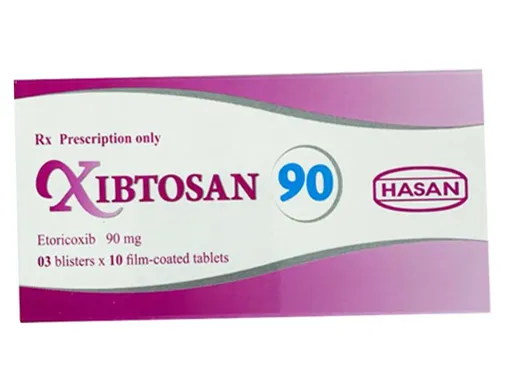 Rx Prescription only
XIBTOSAN 90
HASAN
Etoricoxib 90 mg
03 blisters x 10 film-coated tablets